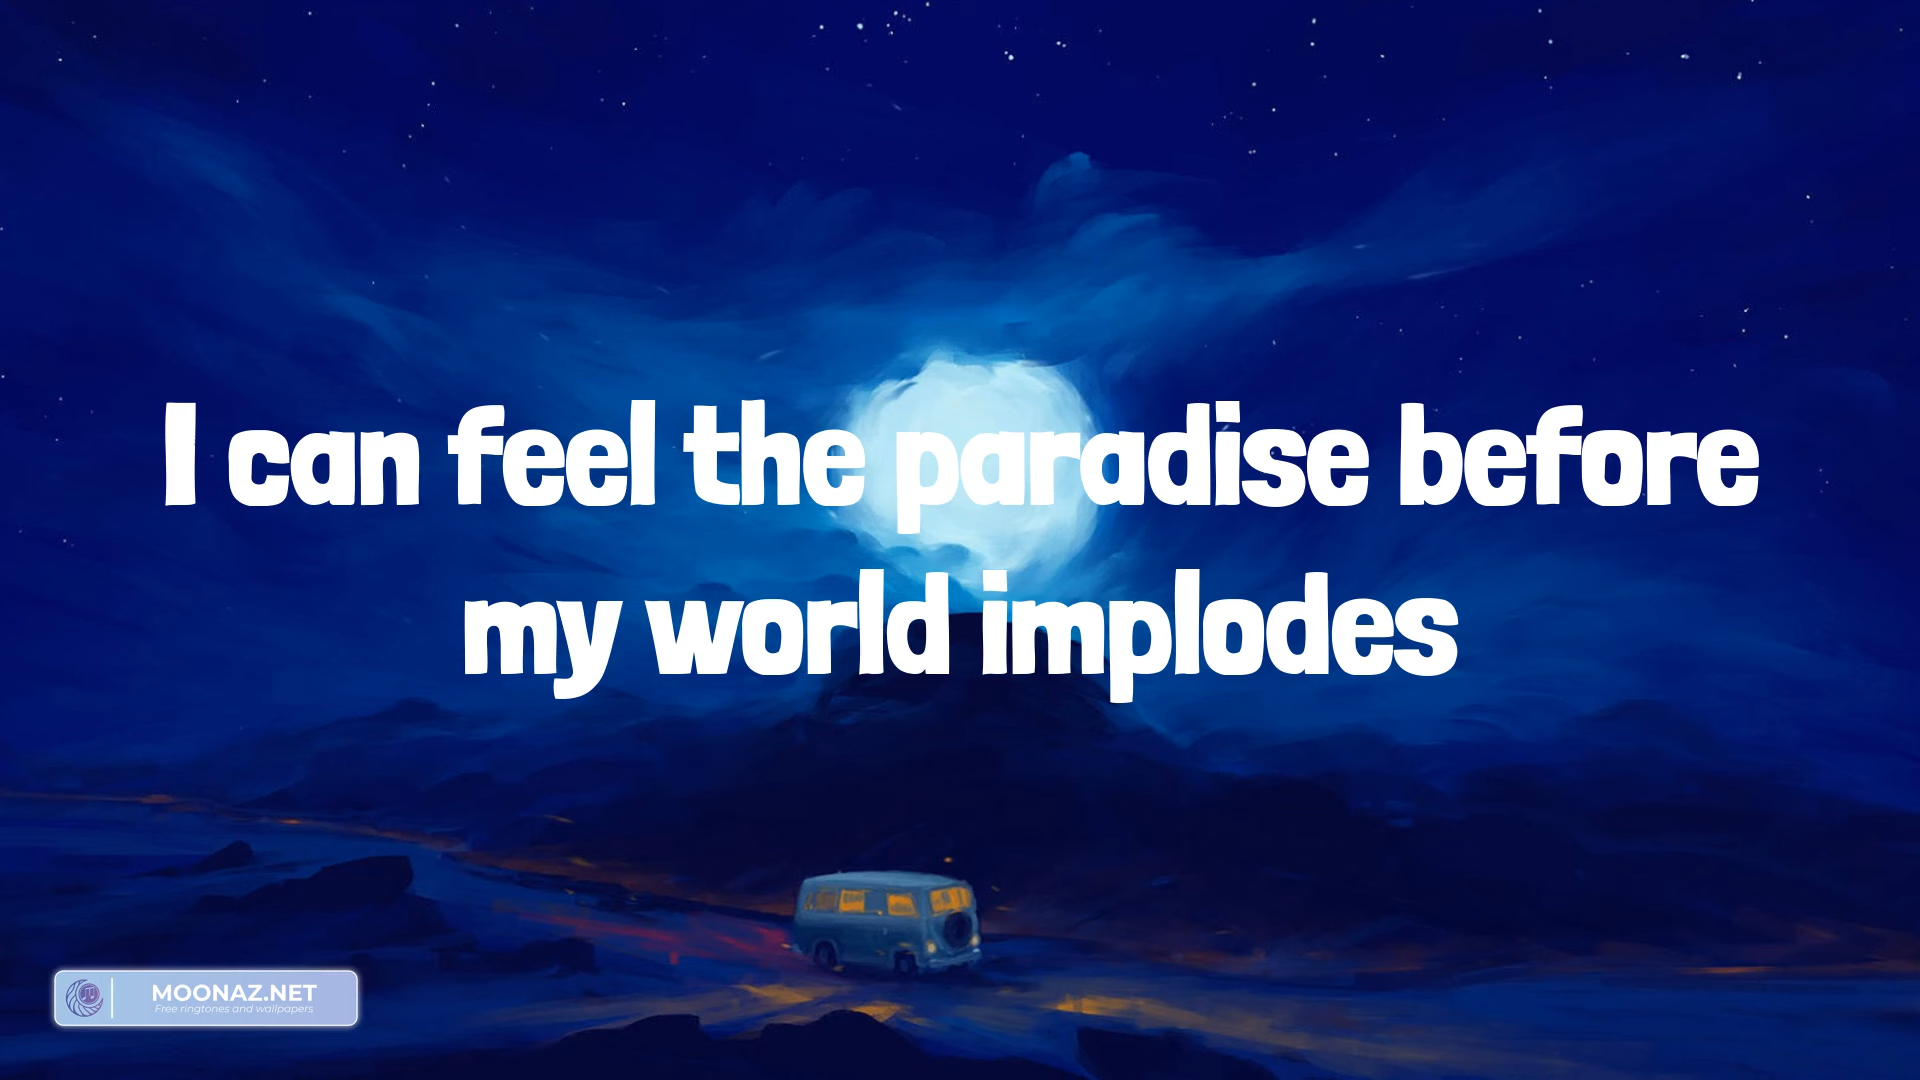 I can feel the paradise before
my world implodes
MOONAZ.NET
Free ringtones and wallpapers